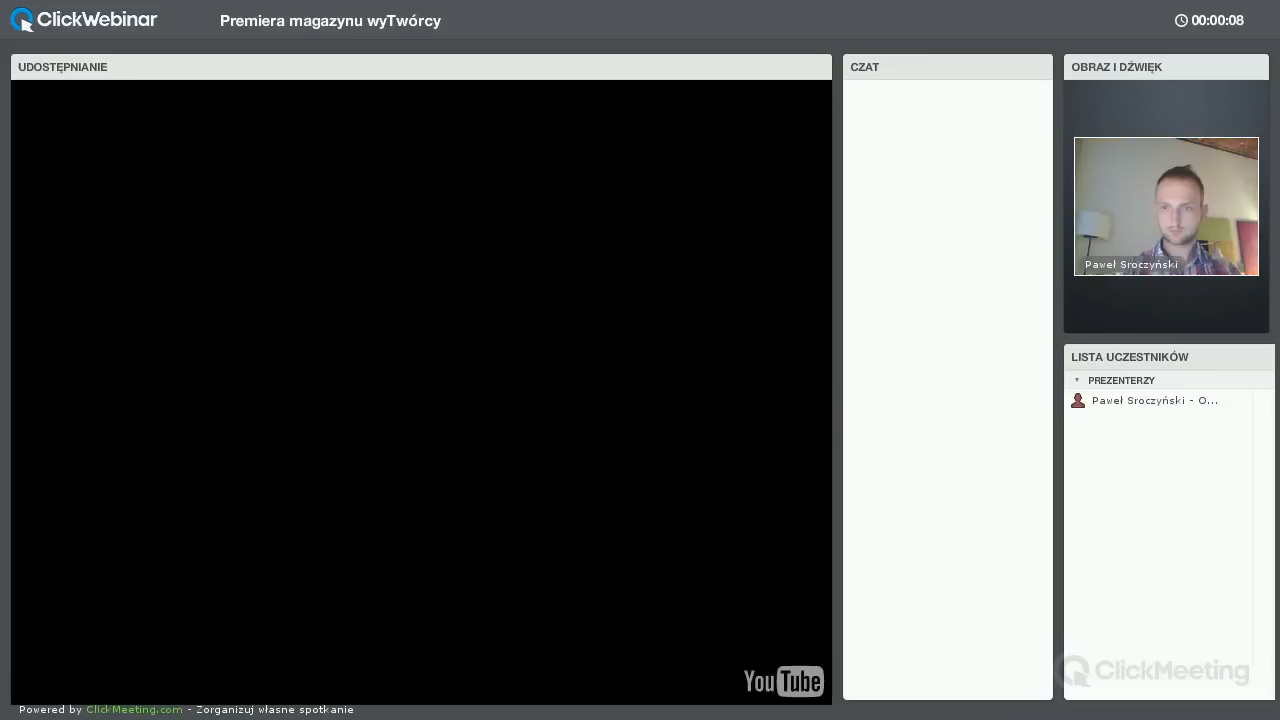 ClickWebinar
Premiera magazynu wyTwórcy
00:00:08
UDOSTĘPNIANIE
CZAT
OBRAZ I DŹWIĘK
Paweł Sroczyński
LISTA UCZESTNIKÓW
PREZENTERZY
Paweł Sroczyński - O...
YouTube
ClickMeeting
Powered by ClickMeeting.com - Zorganizuj własne spotkanie